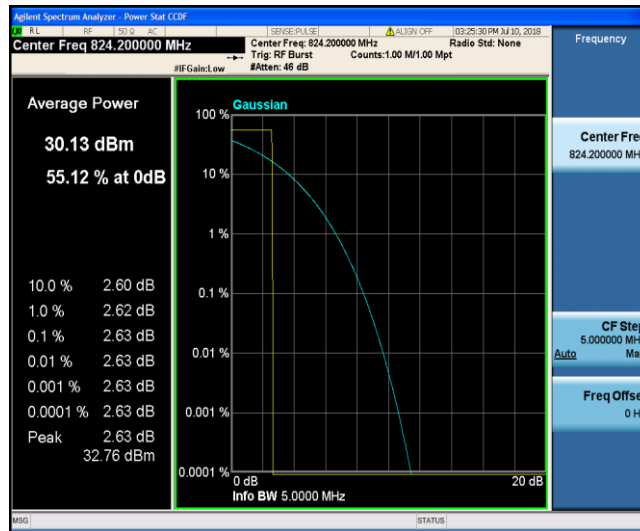 Agilent Spectrum Analyzer - Power Stat CCDF
RL RF 50 Ω AC SENSE:PULSE ALIGN OFF 03:25:30 PM Jul 10, 2018
Center Freq 824.200000 MHz
Center Freq: 824.200000 MHz Radio Std: None
Trig: RF Burst Counts:1.00 M/1.00 Mpt
#IFGain:Low #Atten: 46 dB
Frequency
Average Power
30.13 dBm
55.12 % at 0dB
10.0 % 2.60 dB
1.0 % 2.62 dB
0.1 % 2.63 dB
0.01 % 2.63 dB
0.001 % 2.63 dB
0.0001 % 2.63 dB
Peak 2.63 dB
32.76 dBm
Gaussian
100 %
10 %
1 %
0.1 %
0.01 %
0.001 %
0.0001 %
0 dB 20 dB
Info BW 5.0000 MHz
Center Fre
824.200000 MH
CF Step
5.000000 MH
Auto Ma
Freq Offse
0 H
MSG STATUS